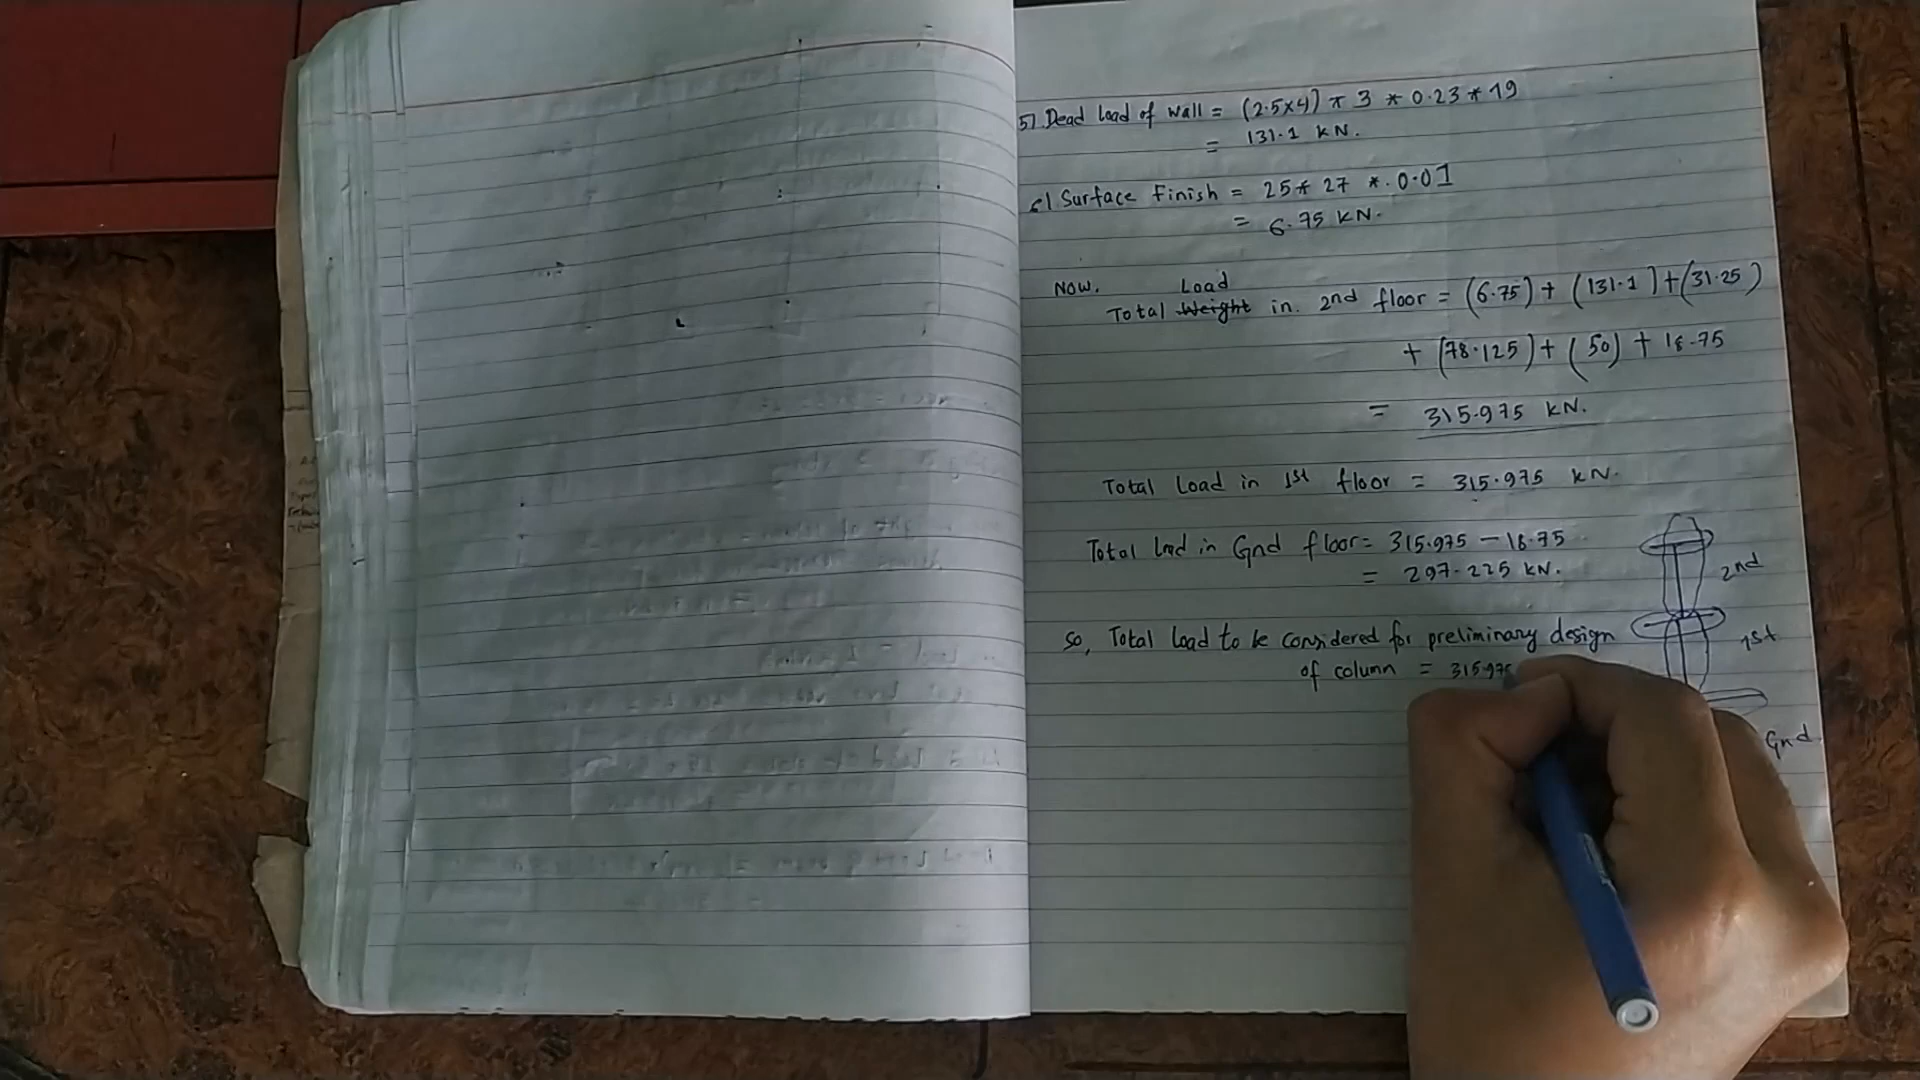 5) Dead load of wall = (2.5×4) * 3 * 0.23 * 19
= 131.1 KN.
6) Surface Finish = 25 * 27 *. 0.01
= 6.75 KN.
Now, Load
Total Weight in. 2nd floor = (6.75) + (131.1) + (31.25)
+ (78.125) + (50) + 18.75
= 315.975 KN.
Total Load in 1st floor = 315.975 KN.
Total load in Gnd floor = 315.975 - 18.75
= 297.225 KN.
2nd
So, Total load to be considered for preliminary design
1st
of column = 315.975
Gnd